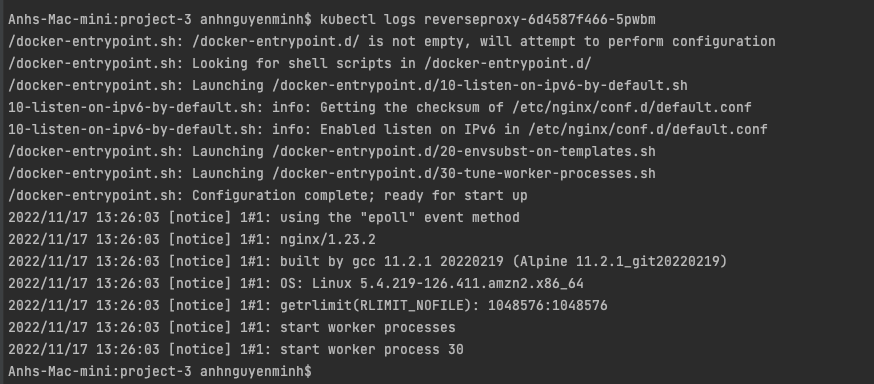 Anhs-Mac-mini:project-3 anhnguyenminh$ kubectl logs reverseproxy-6d4587f466-5pwbm
/docker-entrypoint.sh: /docker-entrypoint.d/ is not empty, will attempt to perform configuration
/docker-entrypoint.sh: Looking for shell scripts in /docker-entrypoint.d/
/docker-entrypoint.sh: Launching /docker-entrypoint.d/10-listen-on-ipv6-by-default.sh
10-listen-on-ipv6-by-default.sh: info: Getting the checksum of /etc/nginx/conf.d/default.conf
10-listen-on-ipv6-by-default.sh: info: Enabled listen on IPv6 in /etc/nginx/conf.d/default.conf
/docker-entrypoint.sh: Launching /docker-entrypoint.d/20-envsubst-on-templates.sh
/docker-entrypoint.sh: Launching /docker-entrypoint.d/30-tune-worker-processes.sh
/docker-entrypoint.sh: Configuration complete; ready for start up
2022/11/17 13:26:03 [notice] 1#1: using the "epoll" event method
2022/11/17 13:26:03 [notice] 1#1: nginx/1.23.2
2022/11/17 13:26:03 [notice] 1#1: built by gcc 11.2.1 20220219 (Alpine 11.2.1_git20220219)
2022/11/17 13:26:03 [notice] 1#1: OS: Linux 5.4.219-126.411.amzn2.x86_64
2022/11/17 13:26:03 [notice] 1#1: getrlimit(RLIMIT_NOFILE): 1048576:1048576
2022/11/17 13:26:03 [notice] 1#1: start worker processes
2022/11/17 13:26:03 [notice] 1#1: start worker process 30
Anhs-Mac-mini:project-3 anhnguyenminh$